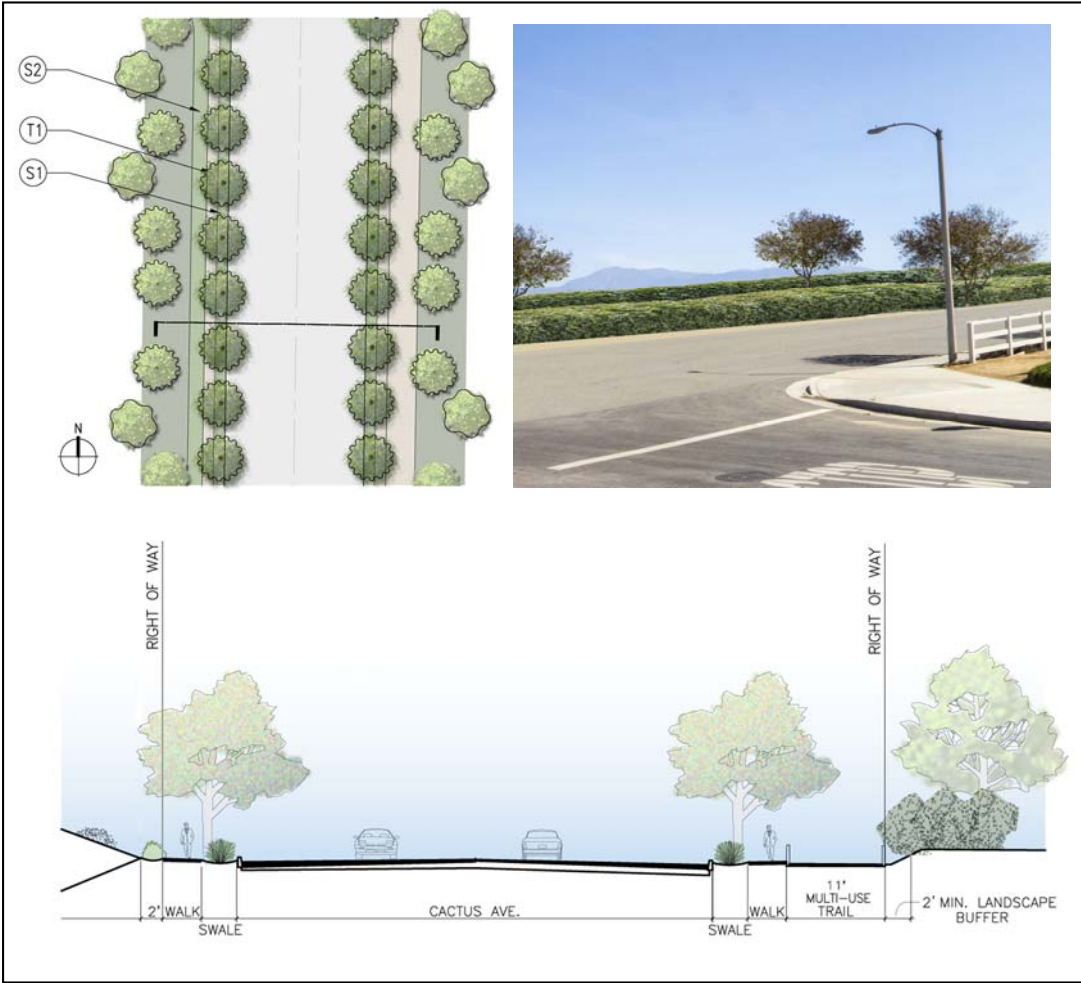 S2
T1
S1
N
RIGHT OF WAY
RIGHT OF WAY
2' WALK
SWALE
CACTUS AVE.
SWALE
WALK
11'
MULTI-USE
TRAIL
2' MIN. LANDSCAPE
BUFFER